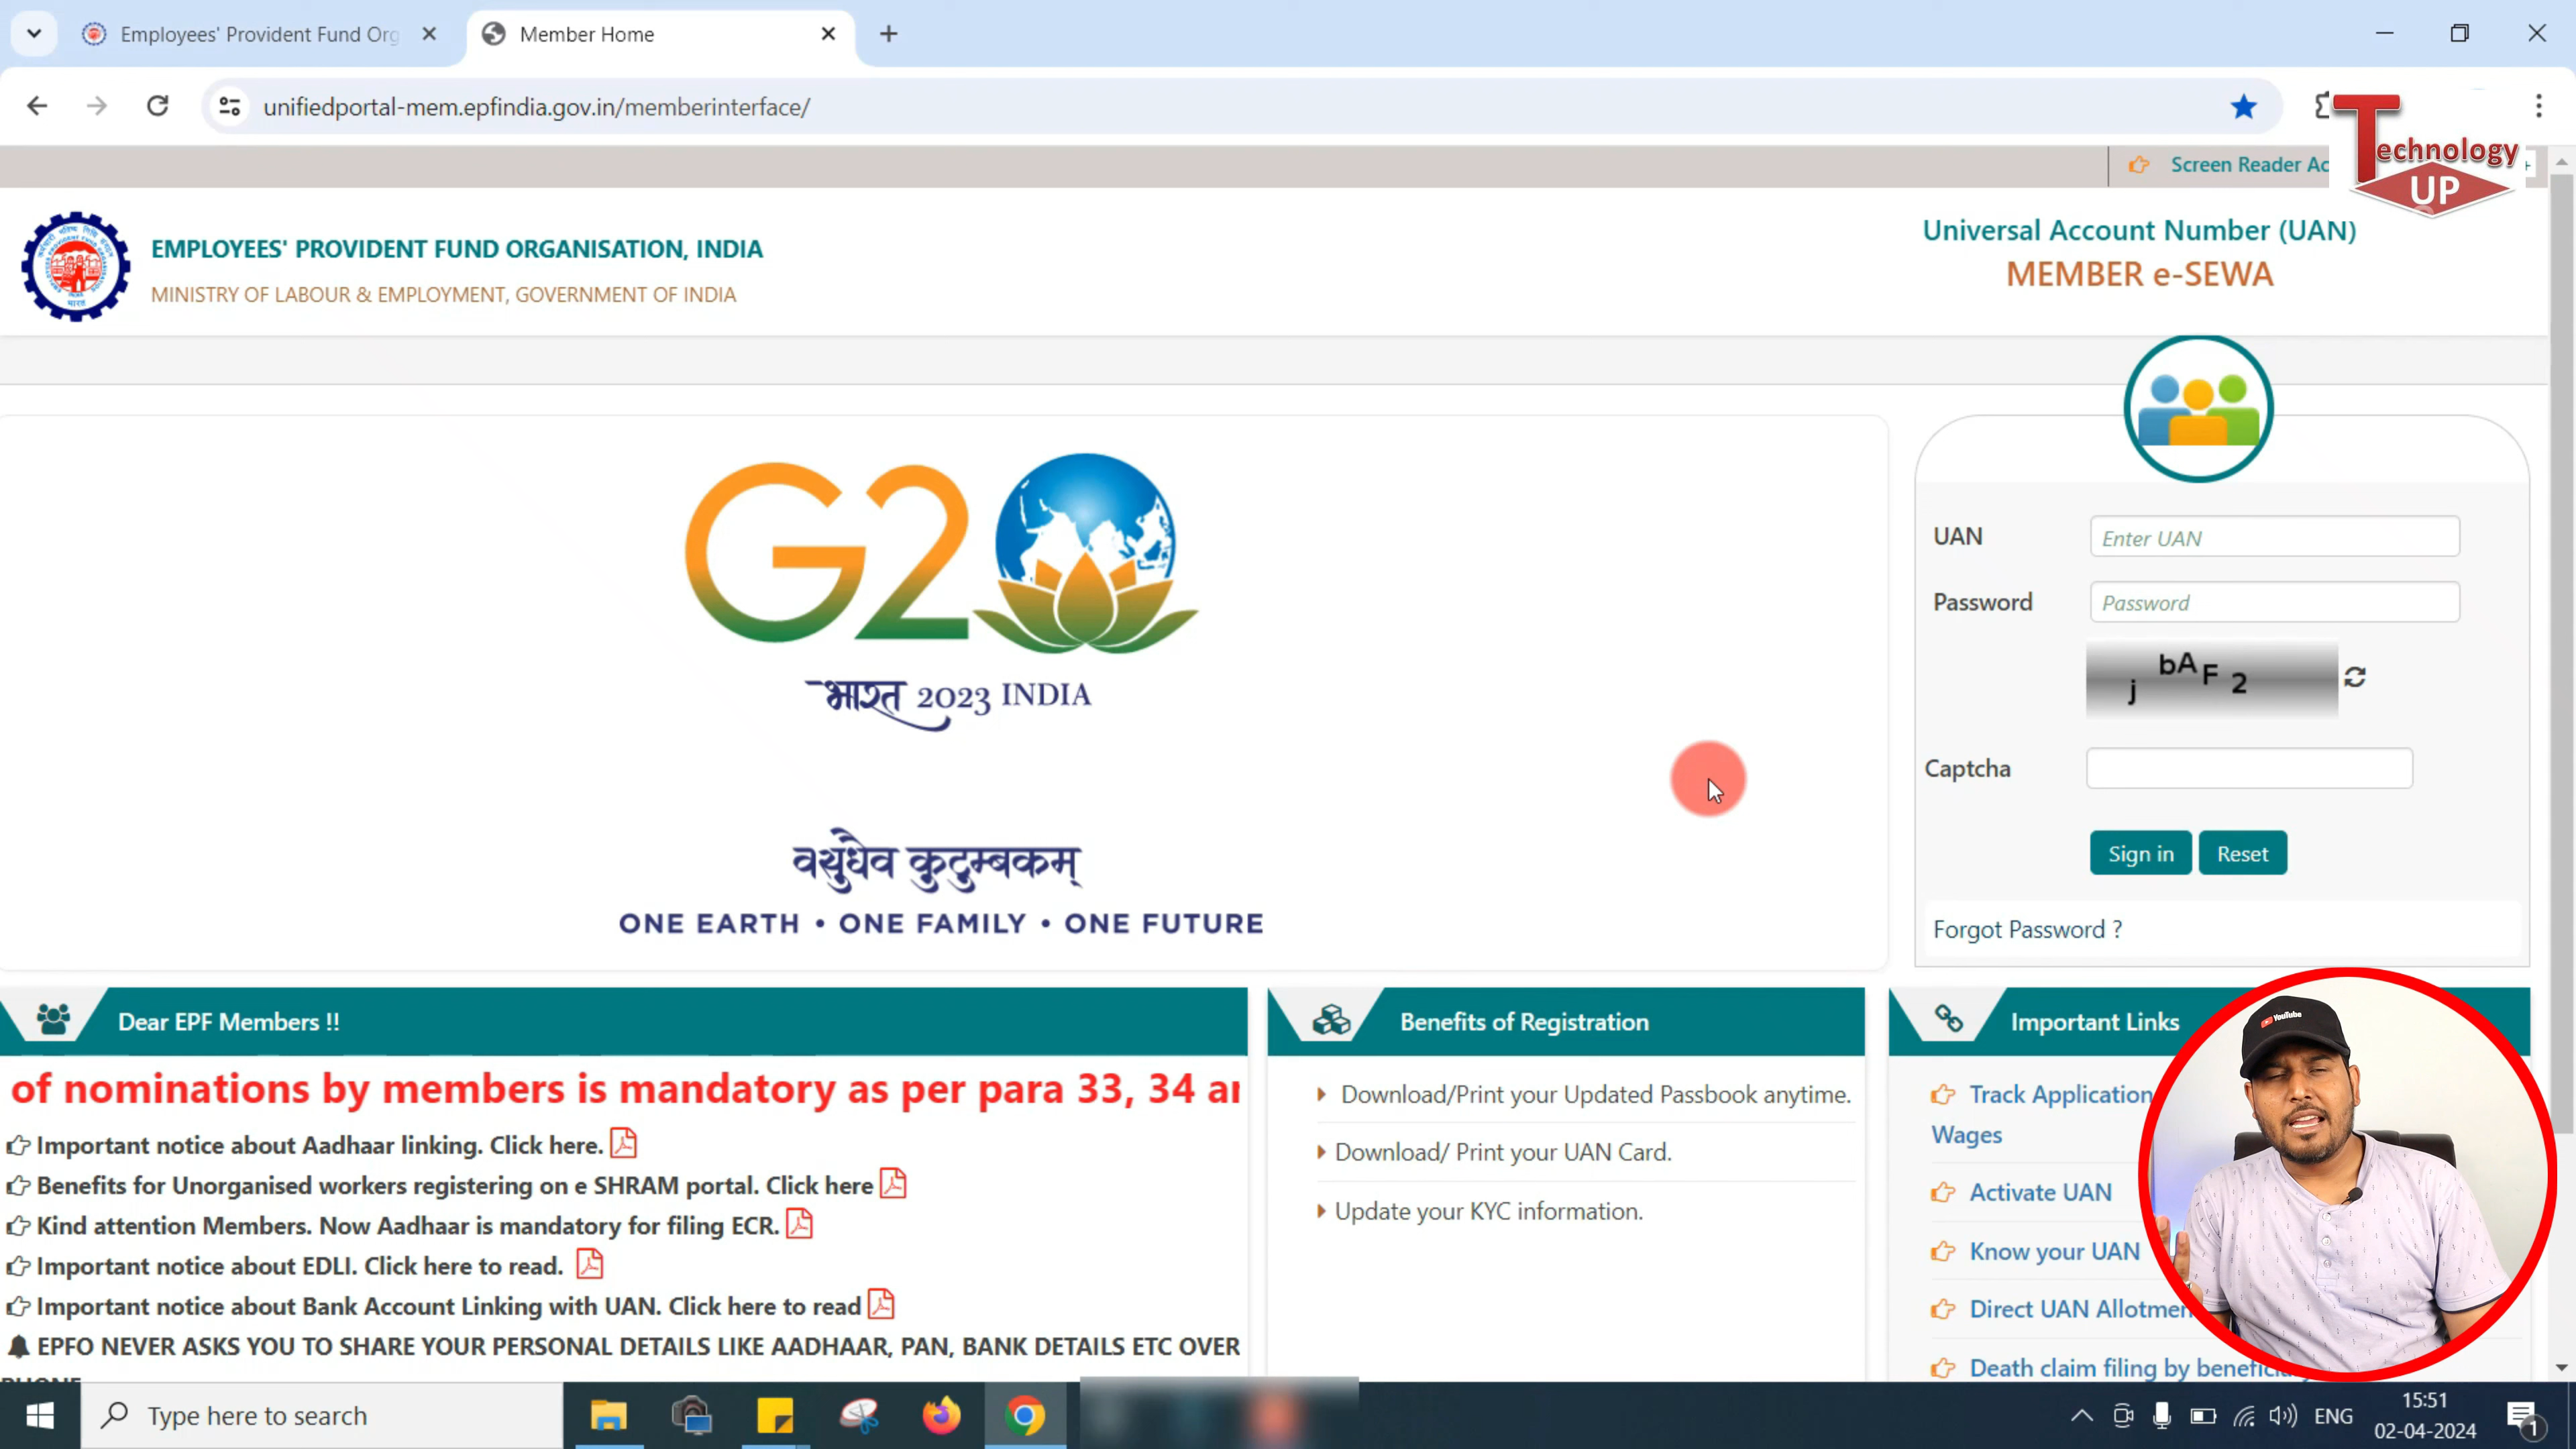 Employees' Provident Fund Org
Member Home
unifiedportal-mem.epfindia.gov.in/memberinterface/
Screen Reader Ac
Technology
UP
EMPLOYEES' PROVIDENT FUND ORGANISATION, INDIA
MINISTRY OF LABOUR & EMPLOYMENT, GOVERNMENT OF INDIA
Universal Account Number (UAN)
MEMBER e-SEWA
G20
भारत 2023 INDIA
वसुधैव कुटुम्बकम्
ONE EARTH • ONE FAMILY • ONE FUTURE
UAN
Enter UAN
Password
Password
j bA F 2
Captcha
Sign in
Reset
Forgot Password ?
Dear EPF Members !!
of nominations by members is mandatory as per para 33, 34 ar
Important notice about Aadhaar linking. Click here.
Benefits for Unorganised workers registering on e SHRAM portal. Click here
Kind attention Members. Now Aadhaar is mandatory for filing ECR.
Important notice about EDLI. Click here to read.
Important notice about Bank Account Linking with UAN. Click here to read
EPFO NEVER ASKS YOU TO SHARE YOUR PERSONAL DETAILS LIKE AADHAAR, PAN, BANK DETAILS ETC OVER
Benefits of Registration
Download/Print your Updated Passbook anytime.
Download/ Print your UAN Card.
Update your KYC information.
Important Links
Track Application
Wages
Activate UAN
Know your UAN
Direct UAN Allotmen
Death claim filing by benefici
YouTube
Type here to search
ENG
15:51
02-04-2024
1